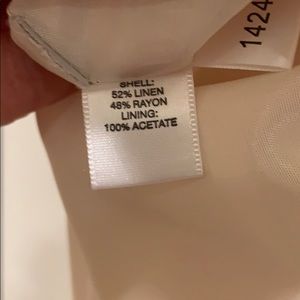 1424
SHELL:
52% LINEN
48% RAYON
LINING:
100% ACETATE